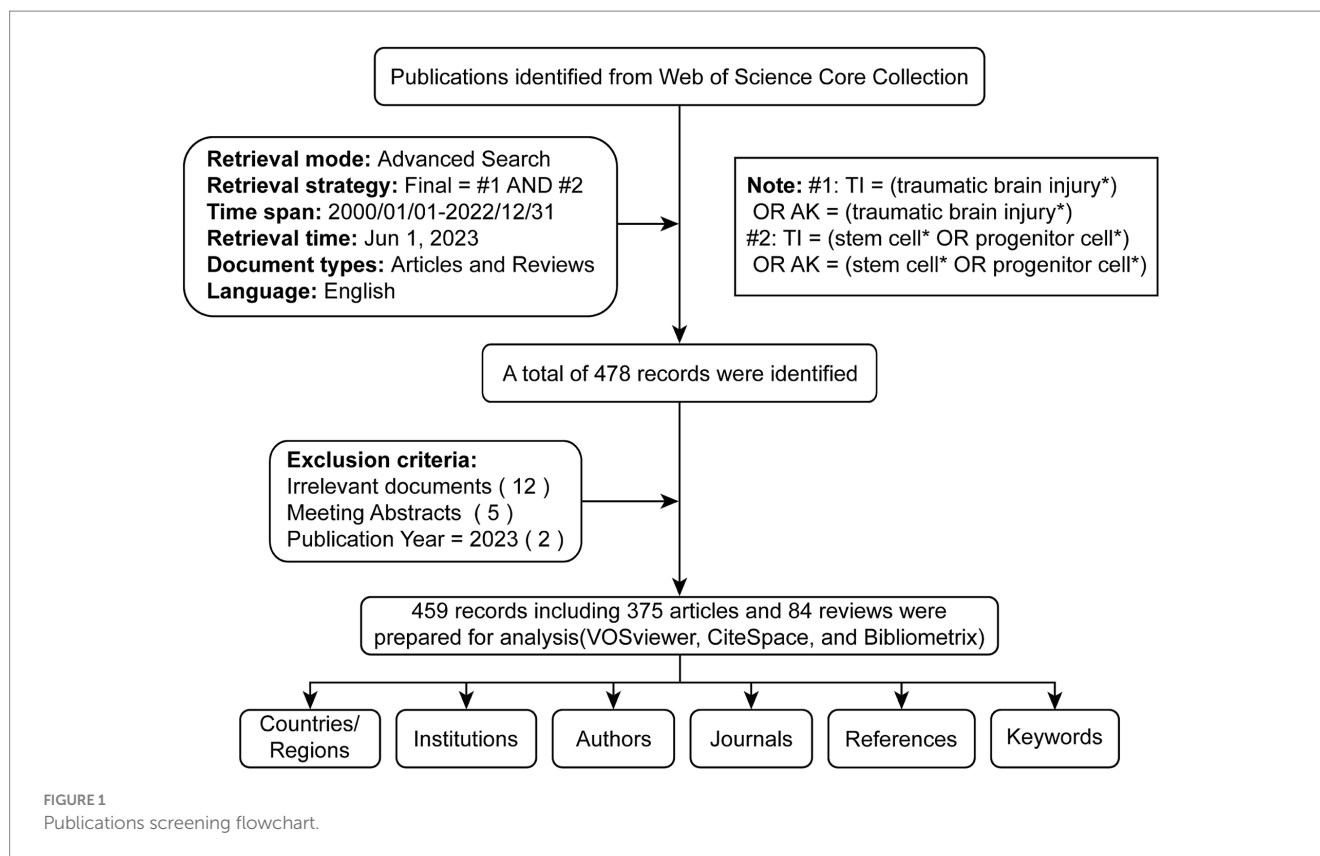 Publications identified from Web of Science Core Collection
Retrieval mode: Advanced Search
Retrieval strategy: Final = #1 AND #2
Time span: 2000/01/01-2022/12/31
Retrieval time: Jun 1, 2023
Document types: Articles and Reviews
Language: English
Note: #1: TI = (traumatic brain injury*)
OR AK = (traumatic brain injury*)
#2: TI = (stem cell* OR progenitor cell*)
OR AK = (stem cell* OR progenitor cell*)
A total of 478 records were identified
Exclusion criteria:
Irrelevant documents ( 12 )
Meeting Abstracts ( 5 )
Publication Year = 2023 ( 2 )
459 records including 375 articles and 84 reviews were
prepared for analysis(VOSviewer, CiteSpace, and Bibliometrix)
Countries/
Regions
Institutions
Authors
Journals
References
Keywords
FIGURE 1
Publications screening flowchart.